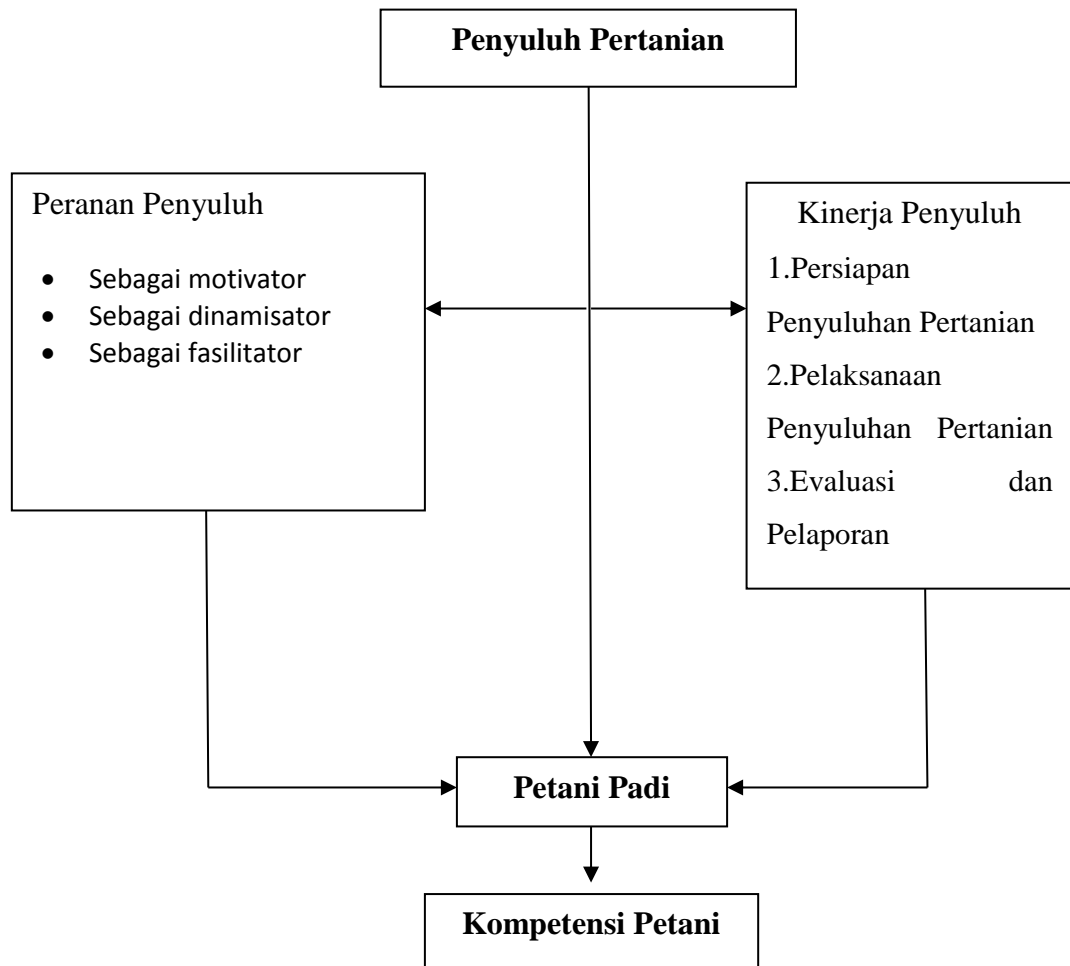 Penyuluh Pertanian
Peranan Penyuluh
• Sebagai motivator
• Sebagai dinamisator
• Sebagai fasilitator
Kinerja Penyuluh
1.Persiapan
Penyuluhan Pertanian
2.Pelaksanaan
Penyuluhan Pertanian
3.Evaluasi dan
Pelaporan
Petani Padi
Kompetensi Petani